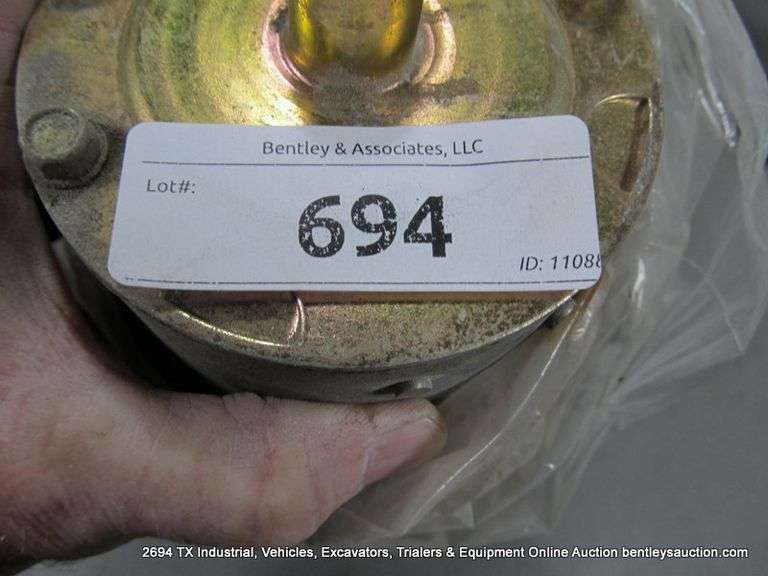 Bentley & Associates, LLC
Lot#:
694
ID: 11088
2694 TX Industrial, Vehicles, Excavators, Trialers & Equipment Online Auction bentleysauction.com